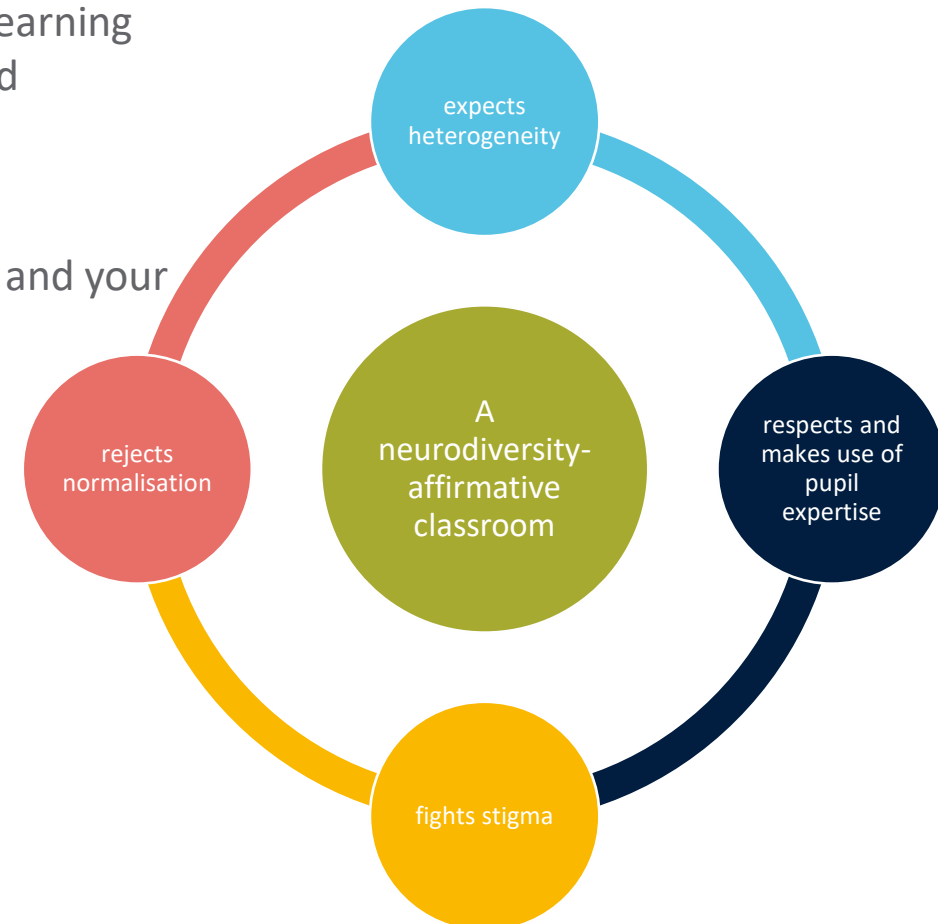 earning
d
and your
expects
heterogeneity
respects and
makes use of
pupil
expertise
fights stigma
rejects
normalisation
A
neurodiversity-
affirmative
classroom